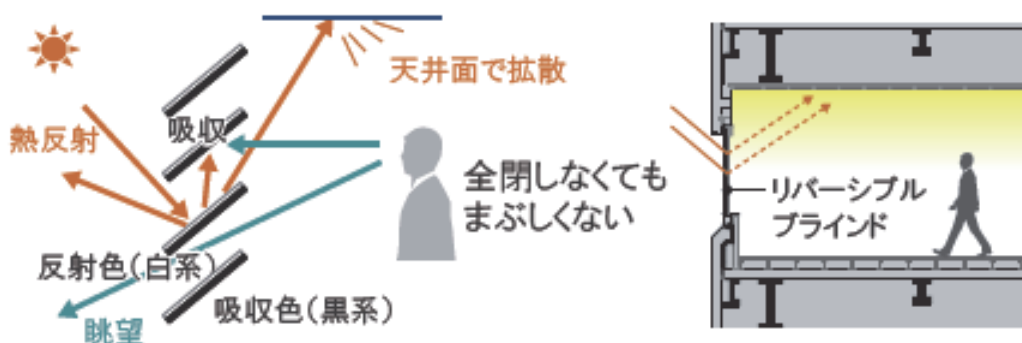 天井面で拡散
吸収
熱反射
全閉しなくても
まぶしくない
反射色(白系)
吸収色(黒系)
眺望
リバーシブル
ブラインド